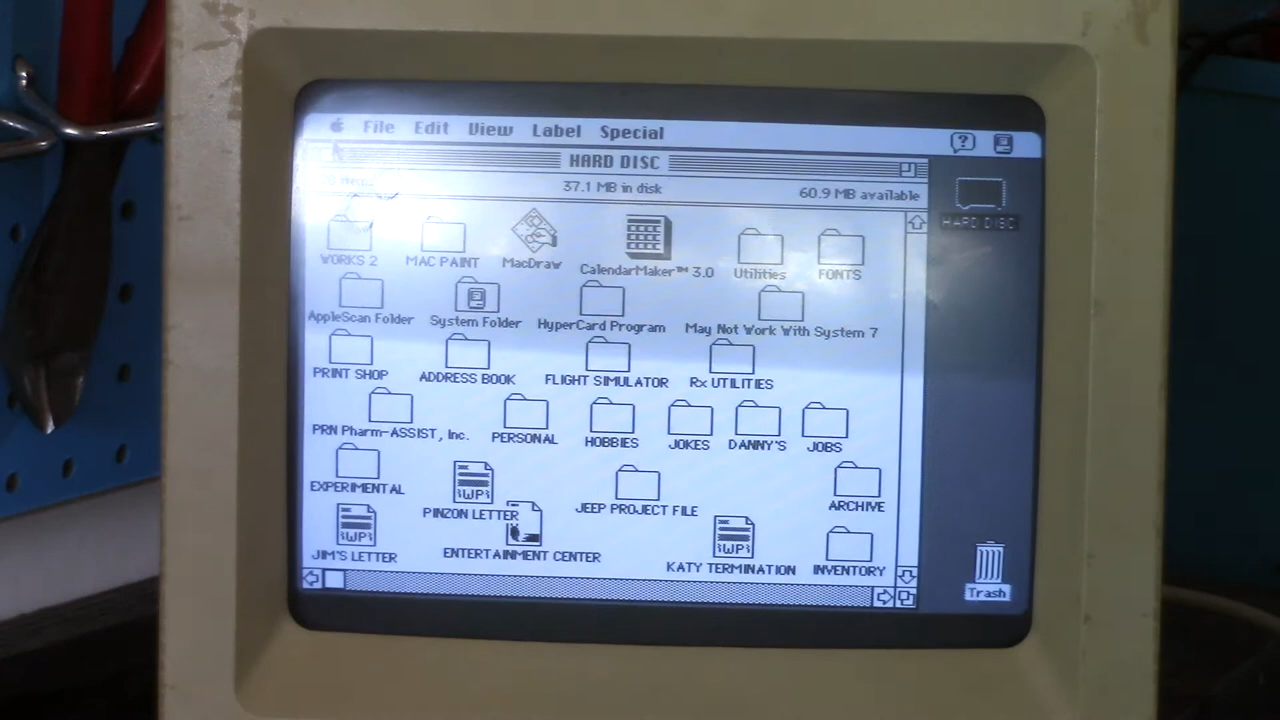 File Edit View Label Special
HARD DISC
37.1 MB in disk 60.9 MB available
HARD DISC
WORKS 2 MAC PAINT MacDraw CalendarMaker™ 3.0 Utilities FONTS
AppleScan Folder System Folder HyperCard Program May Not Work With System 7
PRINT SHOP ADDRESS BOOK FLIGHT SIMULATOR Rx UTILITIES
PRN Pharm-ASSIST, Inc. PERSONAL HOBBIES JOKES DANNY'S JOBS
EXPERIMENTAL WP PINZON LETTER JEEP PROJECT FILE ARCHIVE
WP JIM'S LETTER ENTERTAINMENT CENTER WP KATY TERMINATION INVENTORY
Trash